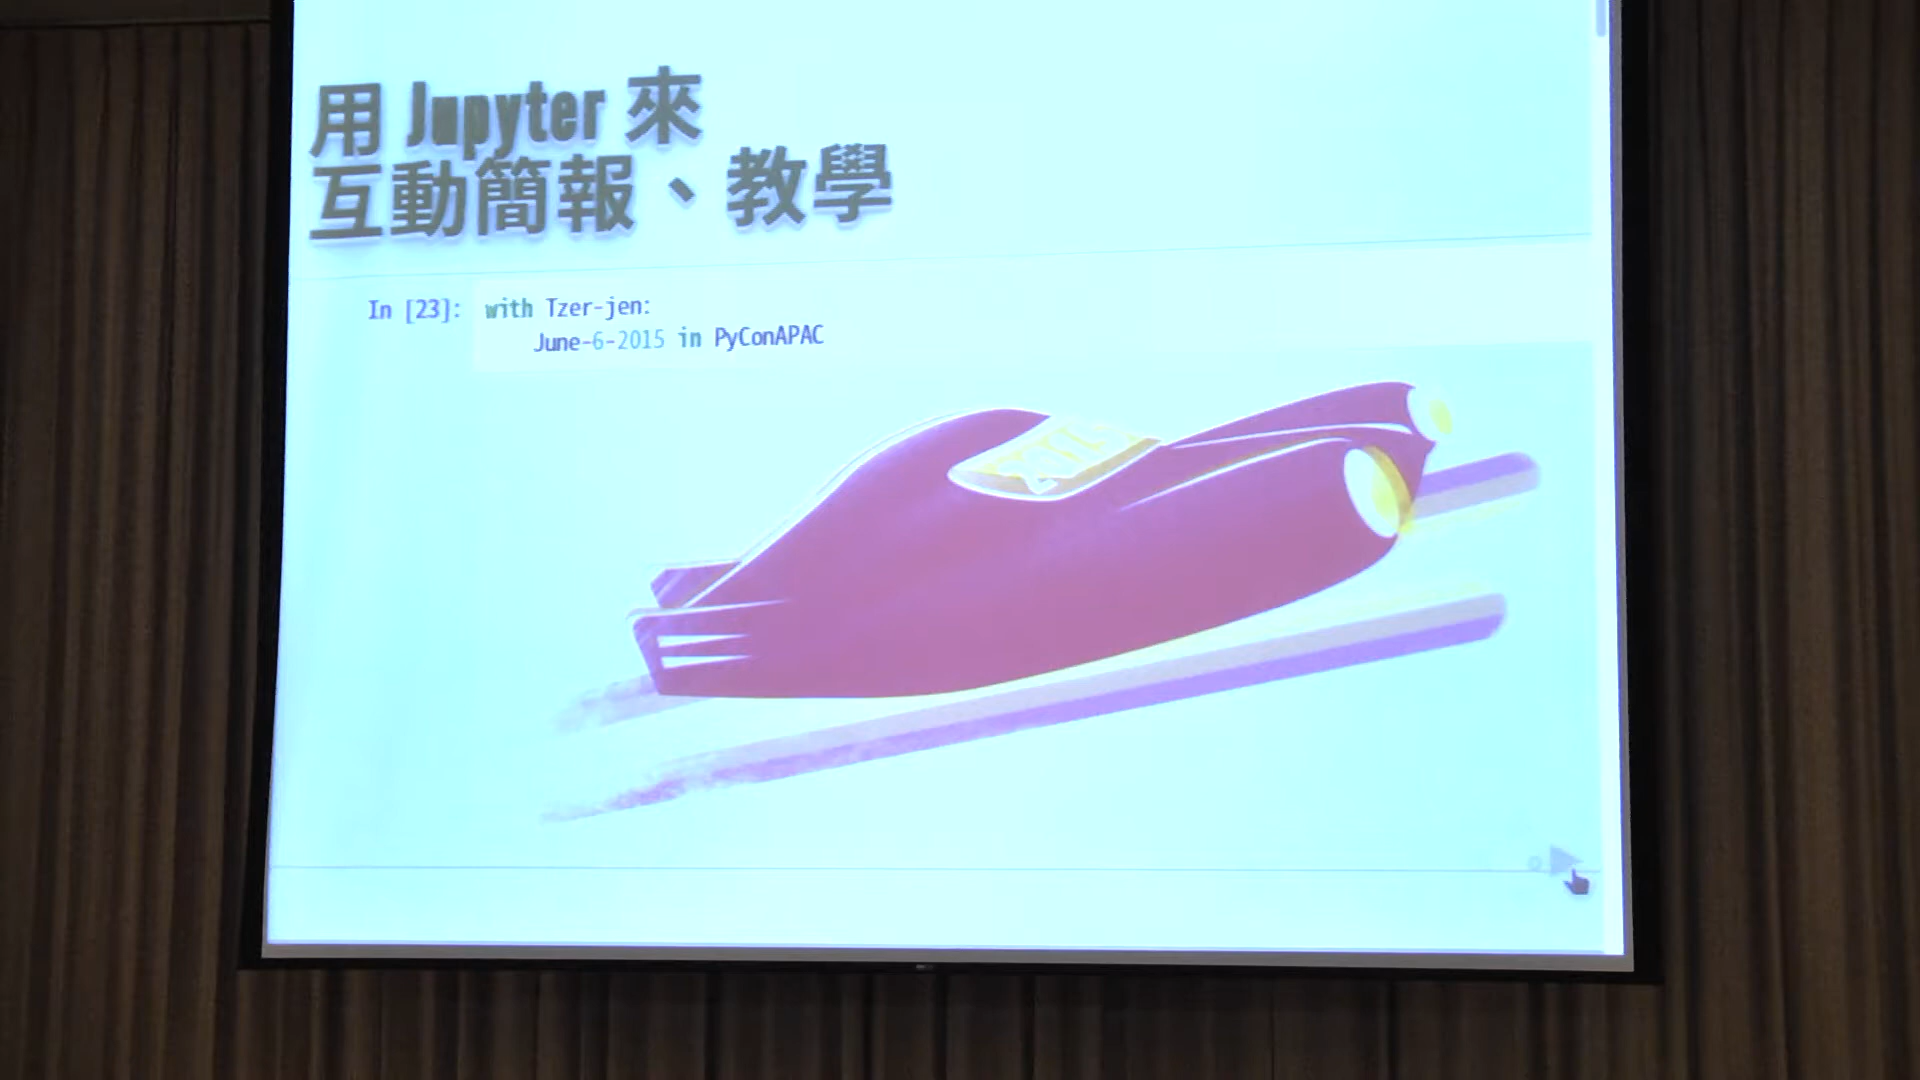 用 Jupyter 來
互動簡報、教學
In [23]: with Tzer-jen:
June-6-2015 in PyConAPAC